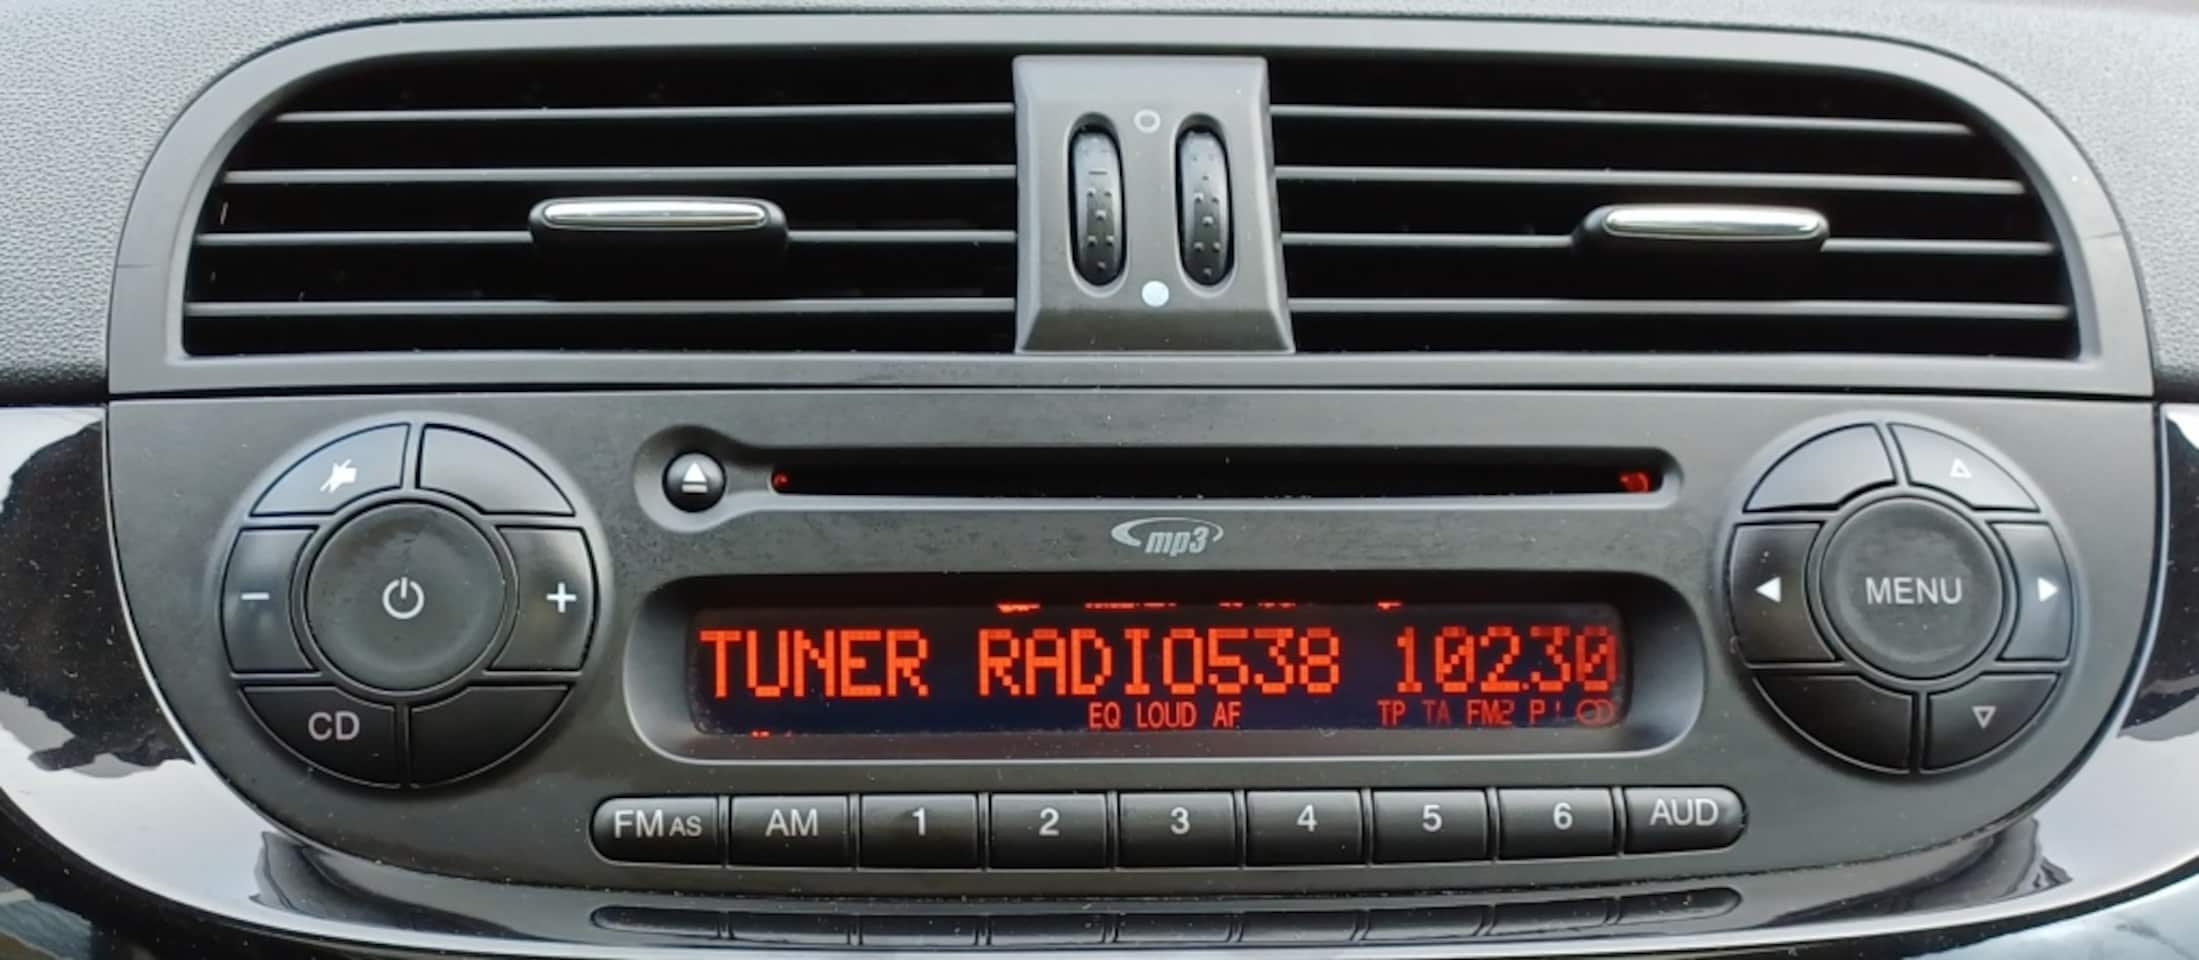 mp3
TUNER RADIO538 102.30
EQ LOUD AF TP TA FM2
− + MENU
CD
FM AS AM 1 2 3 4 5 6 AUD